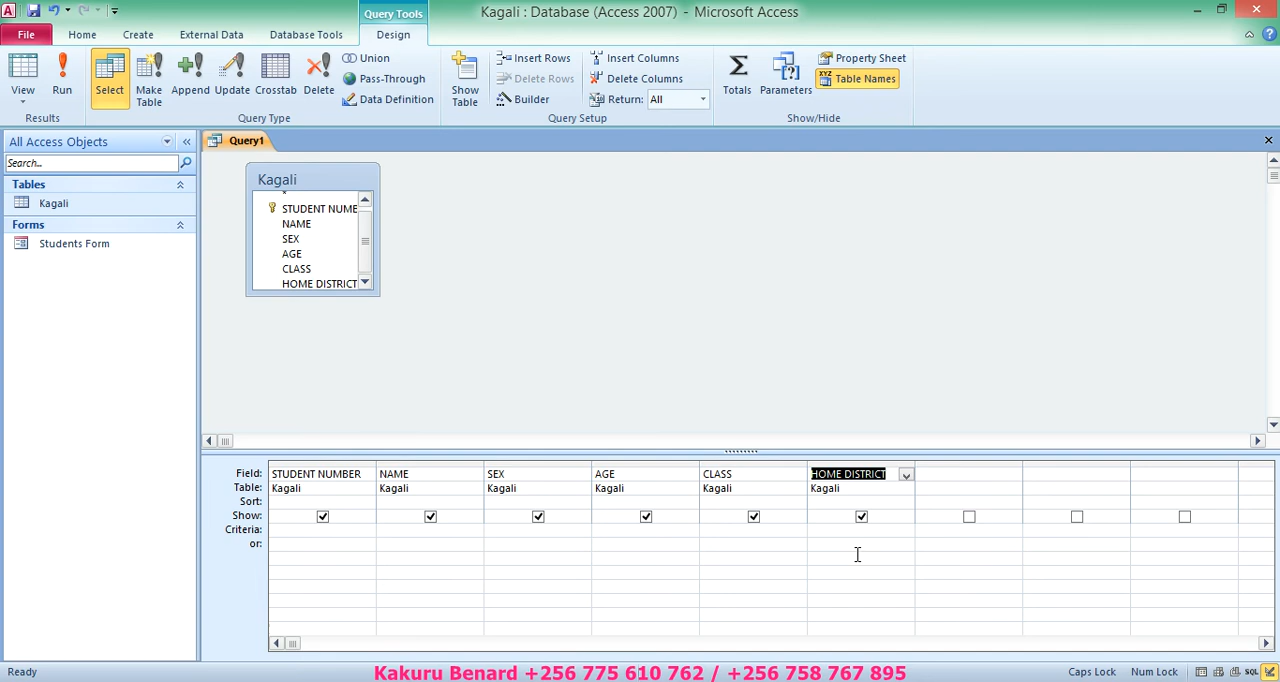 Query Tools
Kagali : Database (Access 2007) - Microsoft Access
File Home Create External Data Database Tools Design
View
Run
Select
Make Table
Append
Update
Crosstab
Delete
Union
Pass-Through
Data Definition
Show Table
Insert Rows
Delete Rows
Builder
Insert Columns
Delete Columns
Return: All
Totals
Parameters
Property Sheet
Table Names
Results
Query Type
Query Setup
Show/Hide
All Access Objects
Search...
Tables
Kagali
Forms
Students Form
Query1
Kagali
*
STUDENT NUME
NAME
SEX
AGE
CLASS
HOME DISTRICT
Field: STUDENT NUMBER NAME SEX AGE CLASS HOME DISTRICT
Table: Kagali Kagali Kagali Kagali Kagali Kagali
Sort:
Show:
Criteria:
or:
Ready
Kakuru Benard +256 775 610 762 / +256 758 767 895
Caps Lock Num Lock SQL